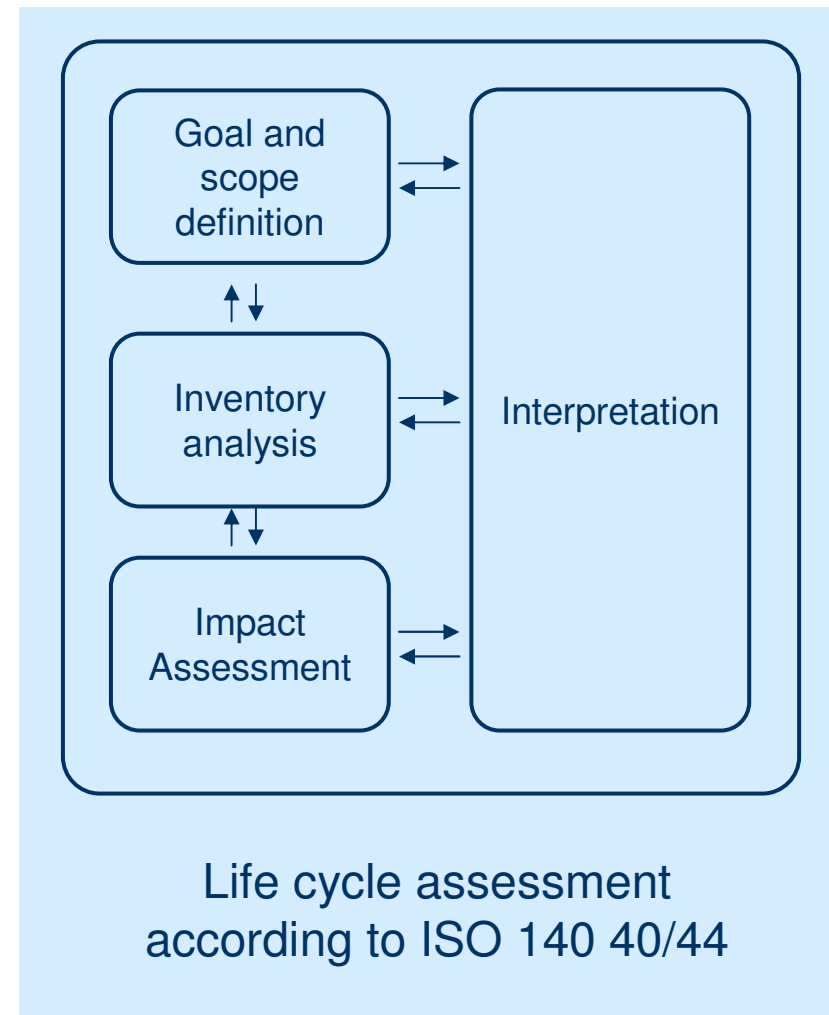 Goal and
scope
definition
Inventory
analysis
Interpretation
Impact
Assessment
Life cycle assessment
according to ISO 140 40/44